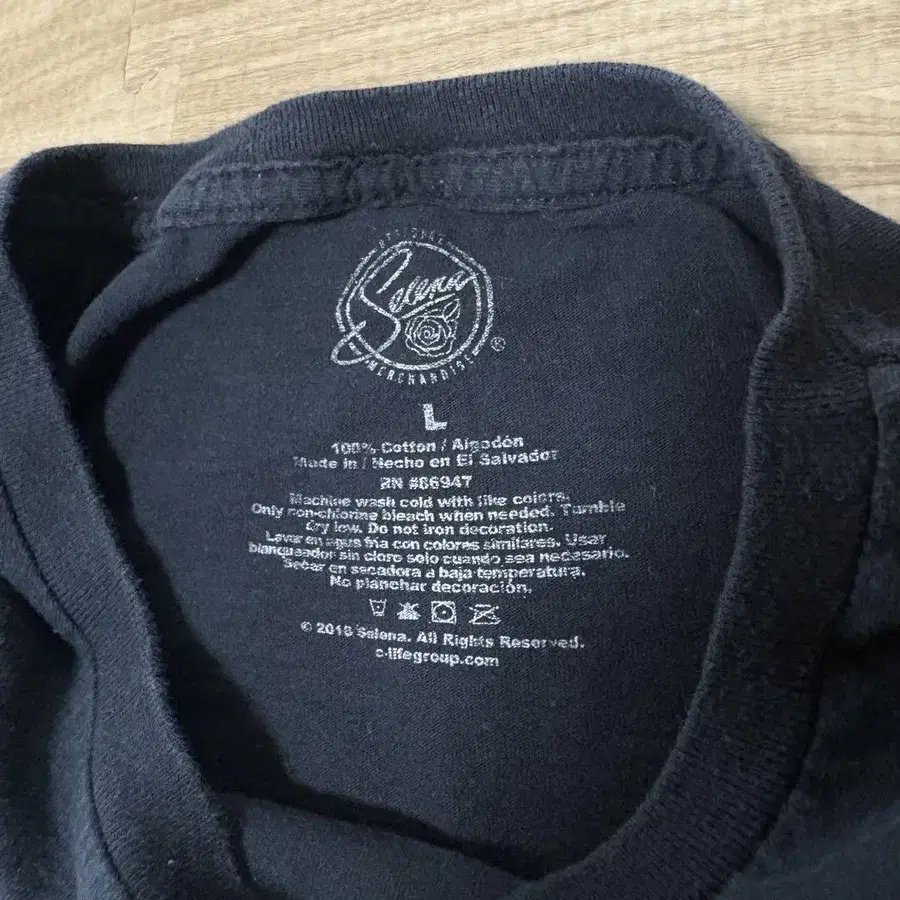 OFFICIAL
Selena
MERCHANDISE
®
L
100% Cotton / Algodón
Made in / Hecho en El Salvador
RN #86947
Machine wash cold with like colors.
Only non-chlorine bleach when needed. Tumble
dry low. Do not iron decoration.
Lavar en agua fria con colores similares. Usar
blanqueador sin cloro solo cuando sea necesario.
Secar en secadora a baja temperatura.
No planchar decoración.
© 2018 Selena. All Rights Reserved.
c-lifegroup.com